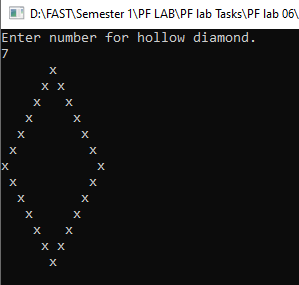 D:\FAST\Semester 1\PF LAB\PF lab Tasks\PF lab 06\
Enter number for hollow diamond.
7
      x
     x x
    x   x
   x     x
  x       x
 x         x
x           x
 x         x
  x       x
   x     x
    x   x
     x x
      x